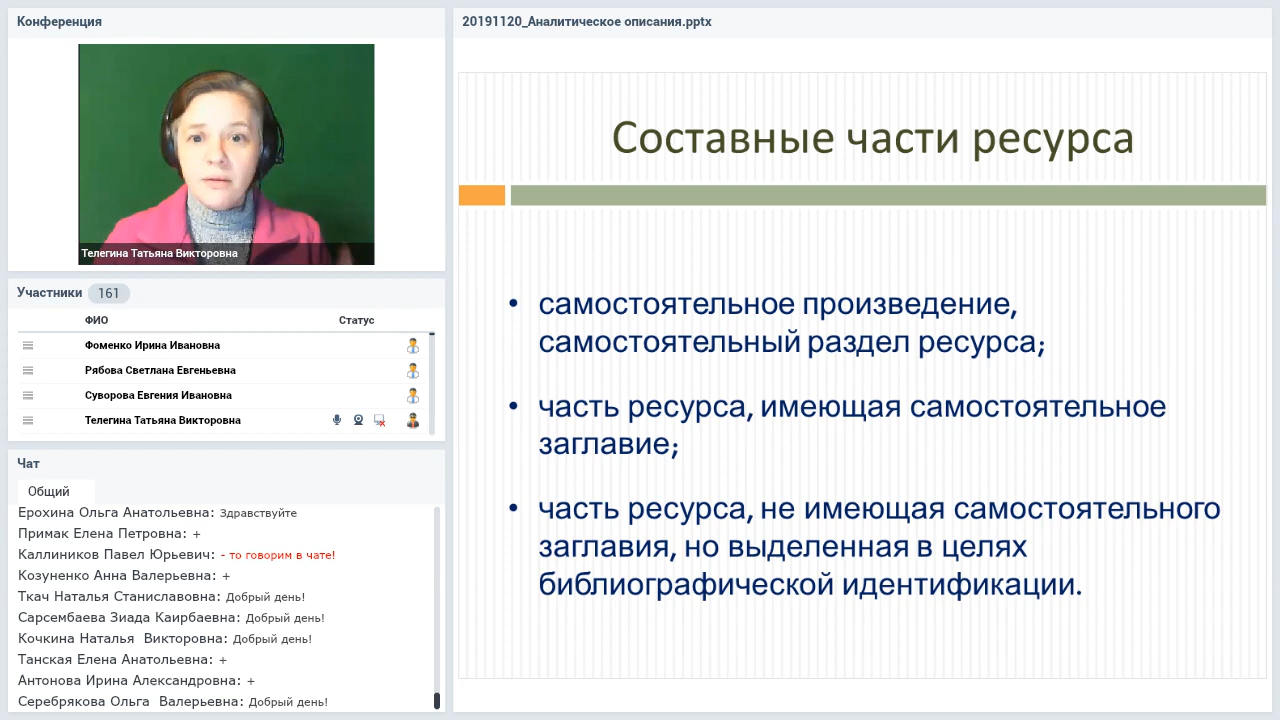 Конференция
Телегина Татьяна Викторовна
Участники 161
ФИО Статус
Фоменко Ирина Ивановна
Рябова Светлана Евгеньевна
Суворова Евгения Ивановна
Телегина Татьяна Викторовна
Чат
Общий
Ерохина Ольга Анатольевна: Здравствуйте
Примак Елена Петровна: +
Каллиников Павел Юрьевич: - то говорим в чате!
Козуненко Анна Валерьевна: +
Ткач Наталья Станиславовна: Добрый день!
Сарсембаева Зиада Каирбаевна: Добрый день!
Кочкина Наталья  Викторовна: Добрый день!
Танская Елена Анатольевна: +
Антонова Ирина Александровна: +
Серебрякова Ольга  Валерьевна: Добрый день!
20191120_Аналитическое описания.pptx
Составные части ресурса
• самостоятельное произведение,
самостоятельный раздел ресурса;
• часть ресурса, имеющая самостоятельное
заглавие;
• часть ресурса, не имеющая самостоятельного
заглавия, но выделенная в целях
библиографической идентификации.